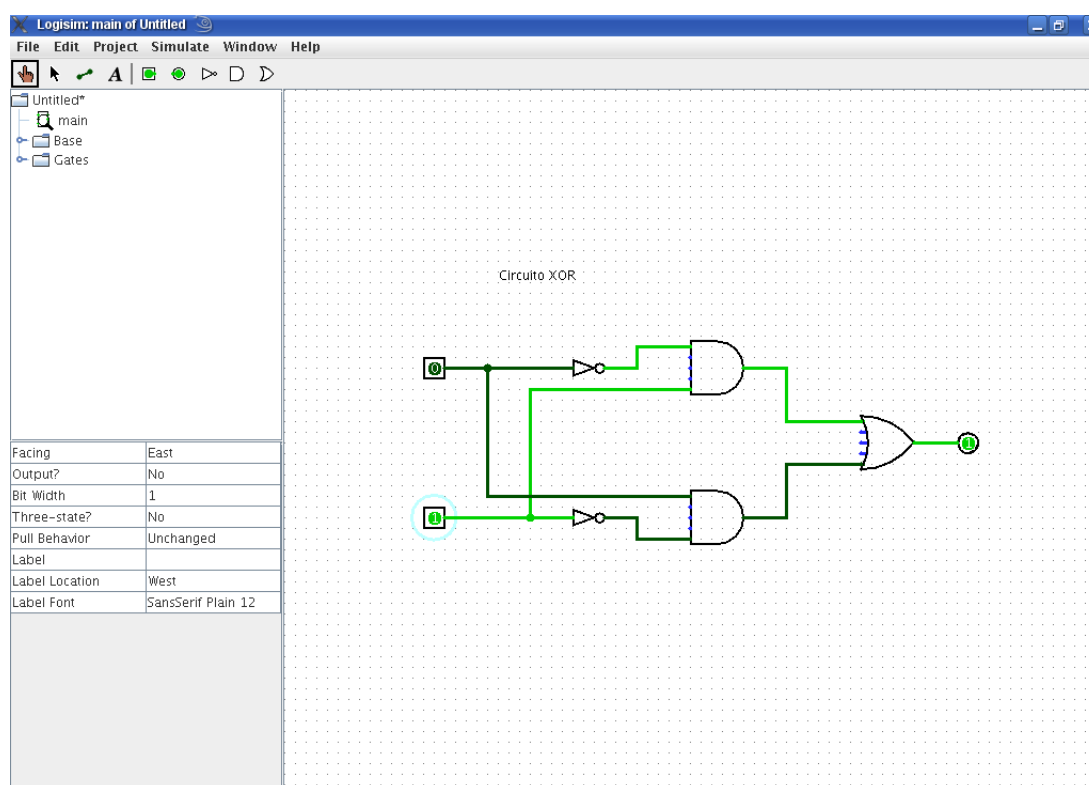 Logisim: main of Untitled
File Edit Project Simulate Window Help
A
Untitled*
main
Base
Gates
Circuito XOR
0
1
1
Facing East
Output? No
Bit Width 1
Three-state? No
Pull Behavior Unchanged
Label
Label Location West
Label Font SansSerif Plain 12